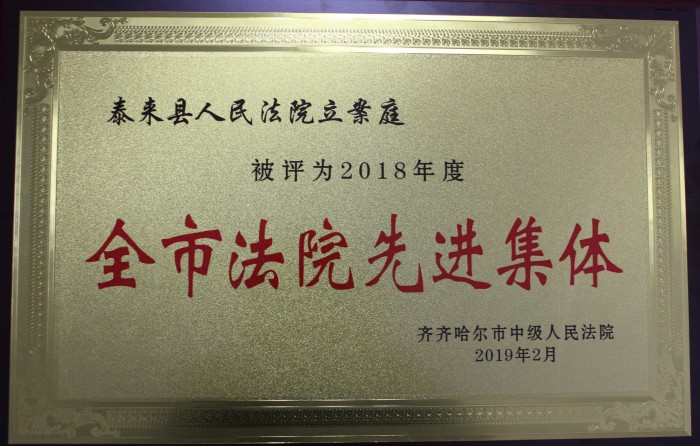 泰来县人民法院立案庭
被评为2018年度
全市法院先进集体
齐齐哈尔市中级人民法院
2019年2月